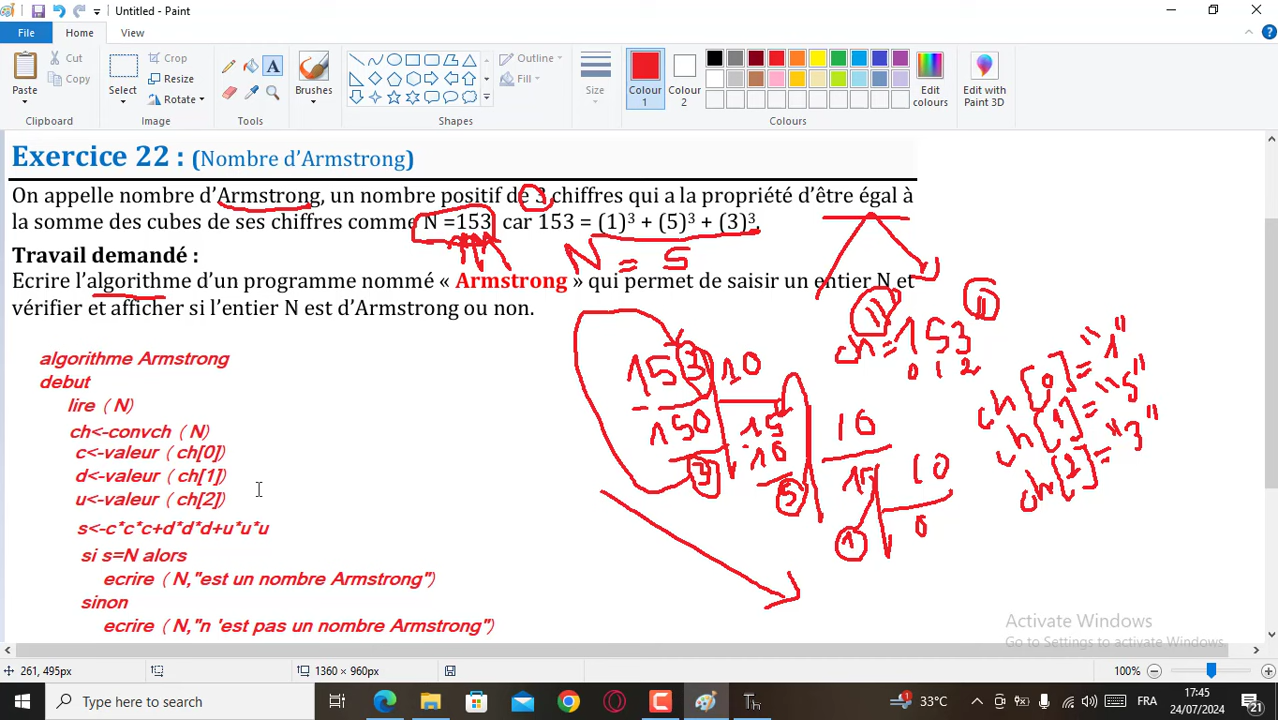 Untitled - Paint
File
Home
View
Paste
Cut
Copy
Clipboard
Select
Crop
Resize
Rotate
Image
Tools
Brushes
Shapes
Outline
Fill
Size
Colour 1
Colour 2
Edit colours
Edit with Paint 3D
Colours
Exercice 22 : (Nombre d’Armstrong)
On appelle nombre d’Armstrong, un nombre positif de 3 chiffres qui a la propriété d’être égal à
la somme des cubes de ses chiffres comme N =153 car 153 = (1)³ + (5)³ + (3)³.
N = S
Travail demandé :
Ecrire l’algorithme d’un programme nommé « Armstrong » qui permet de saisir un entier N et
vérifier et afficher si l’entier N est d’Armstrong ou non.
algorithme Armstrong
debut
lire ( N)
ch<-convch ( N)
c<-valeur ( ch[0])
d<-valeur ( ch[1])
u<-valeur ( ch[2])
s<-c*c*c+d*d*d+u*u*u
si s=N alors
ecrire ( N,"est un nombre Armstrong")
sinon
ecrire ( N,"n 'est pas un nombre Armstrong")
153 10
150 15 10
3 10 15 10
5 1 0
ch="153"
0 1 2
ch[0]="1"
ch[1]="5"
ch[2]="3"
Activate Windows
Go to Settings to activate Windows.
261, 495px
1360 × 960px
100%
Type here to search
1
33°C
FRA
17:45
24/07/2024
21